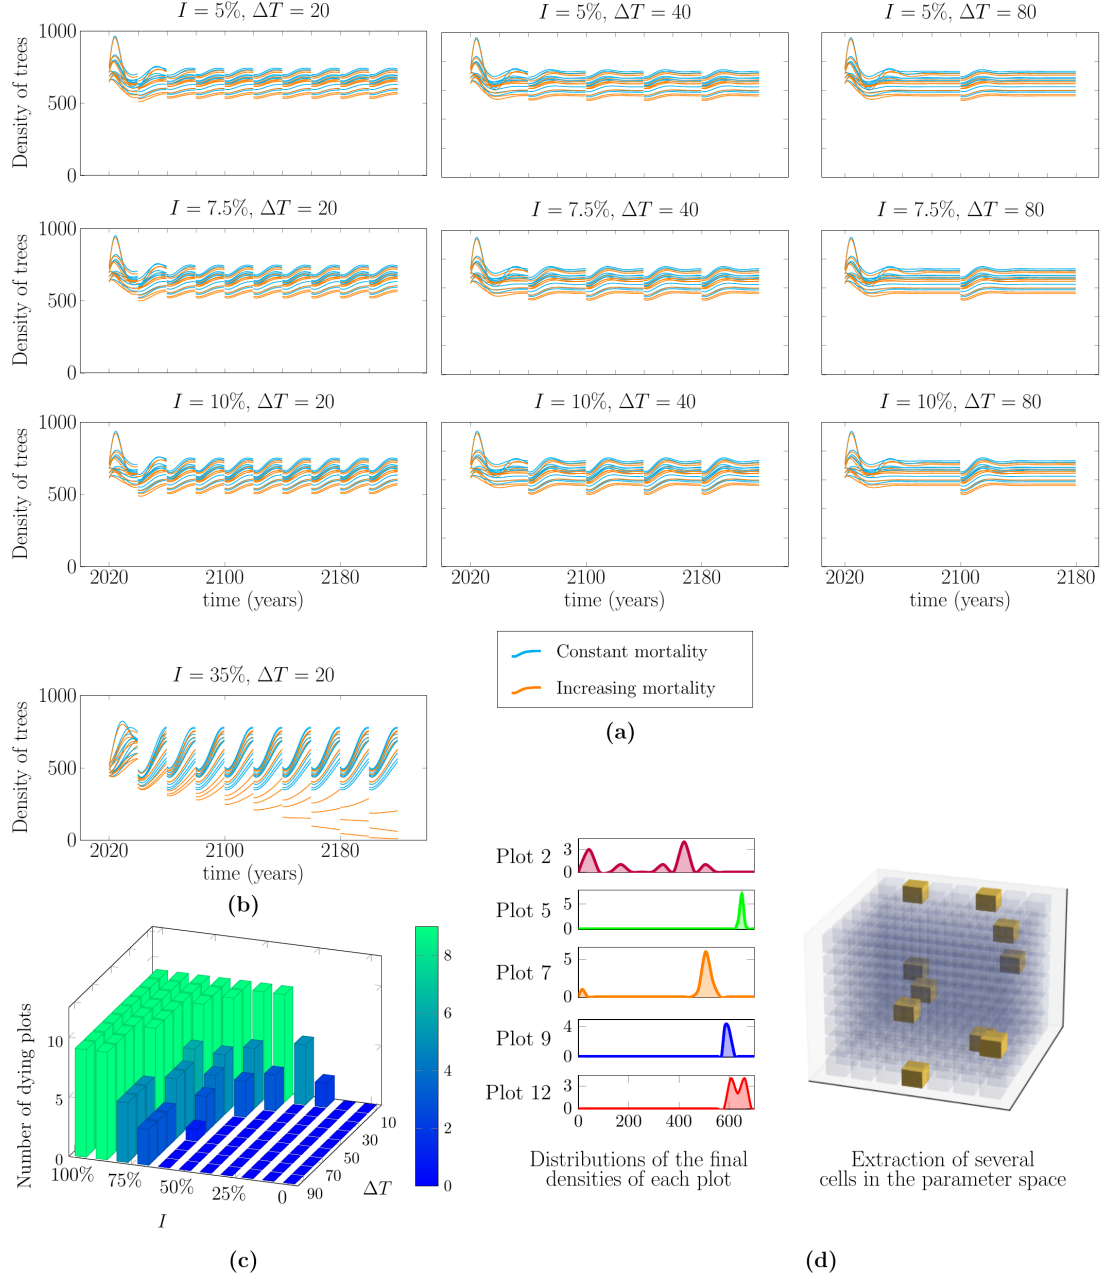 I = 5%, ΔT = 20
I = 5%, ΔT = 40
I = 5%, ΔT = 80
Density of trees
1000
500
0
I = 7.5%, ΔT = 20
I = 7.5%, ΔT = 40
I = 7.5%, ΔT = 80
Density of trees
1000
500
0
I = 10%, ΔT = 20
I = 10%, ΔT = 40
I = 10%, ΔT = 80
Density of trees
1000
500
0
2020 2100 2180
time (years)
2020 2100 2180
time (years)
2020 2100 2180
time (years)
Constant mortality
Increasing mortality
(a)
I = 35%, ΔT = 20
Density of trees
1000
500
0
2020 2100 2180
time (years)
(b)
Number of dying plots
10
5
0
100% 75% 50% 25% 0
I
90 70 50 30 10
ΔT
8
6
4
2
0
(c)
Plot 2
3
0
Plot 5
5
0
Plot 7
5
0
Plot 9
4
0
Plot 12
3
0
0 200 400 600
Distributions of the final
densities of each plot
Extraction of several
cells in the parameter space
(d)